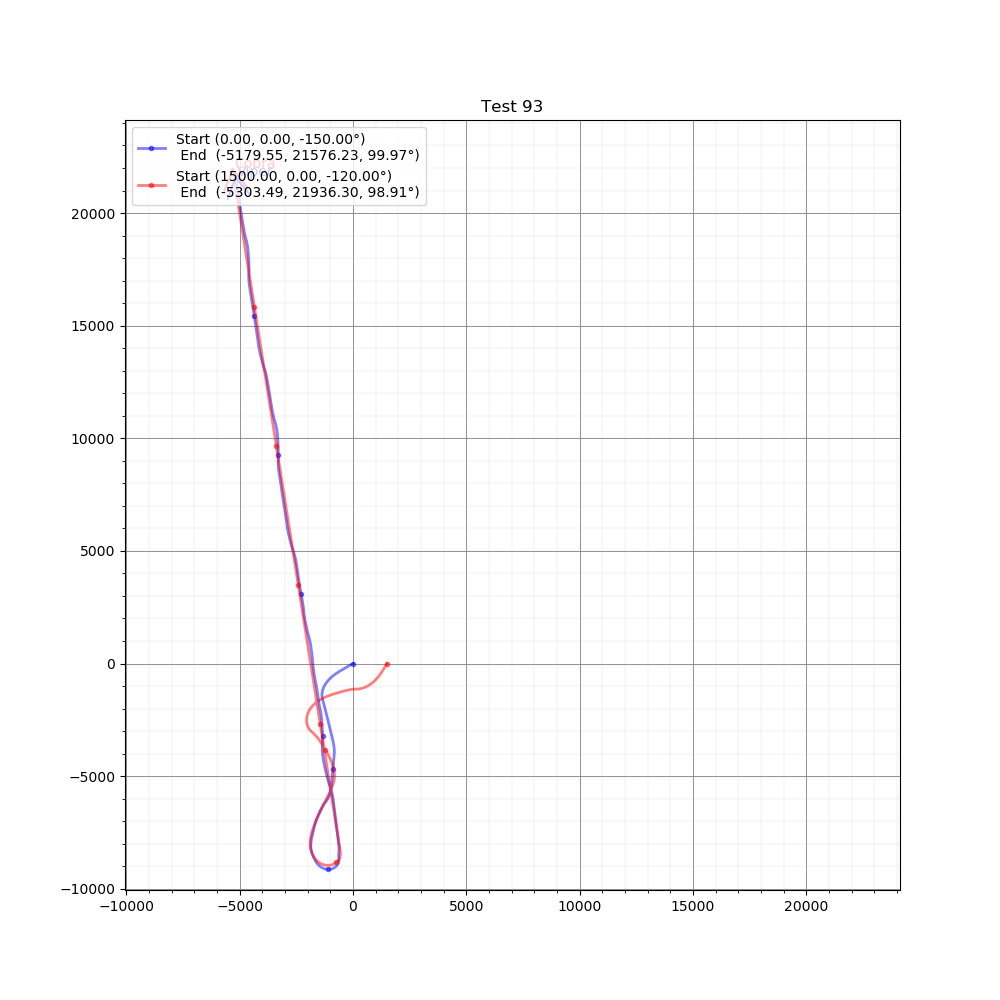 Test 93
Start (0.00, 0.00, -150.00°)
End (-5179.55, 21576.23, 99.97°)
Start (1500.00, 0.00, -120.00°)
End (-5303.49, 21936.30, 98.91°)
20000
15000
10000
5000
0
−5000
−10000
−10000 −5000 0 5000 10000 15000 20000